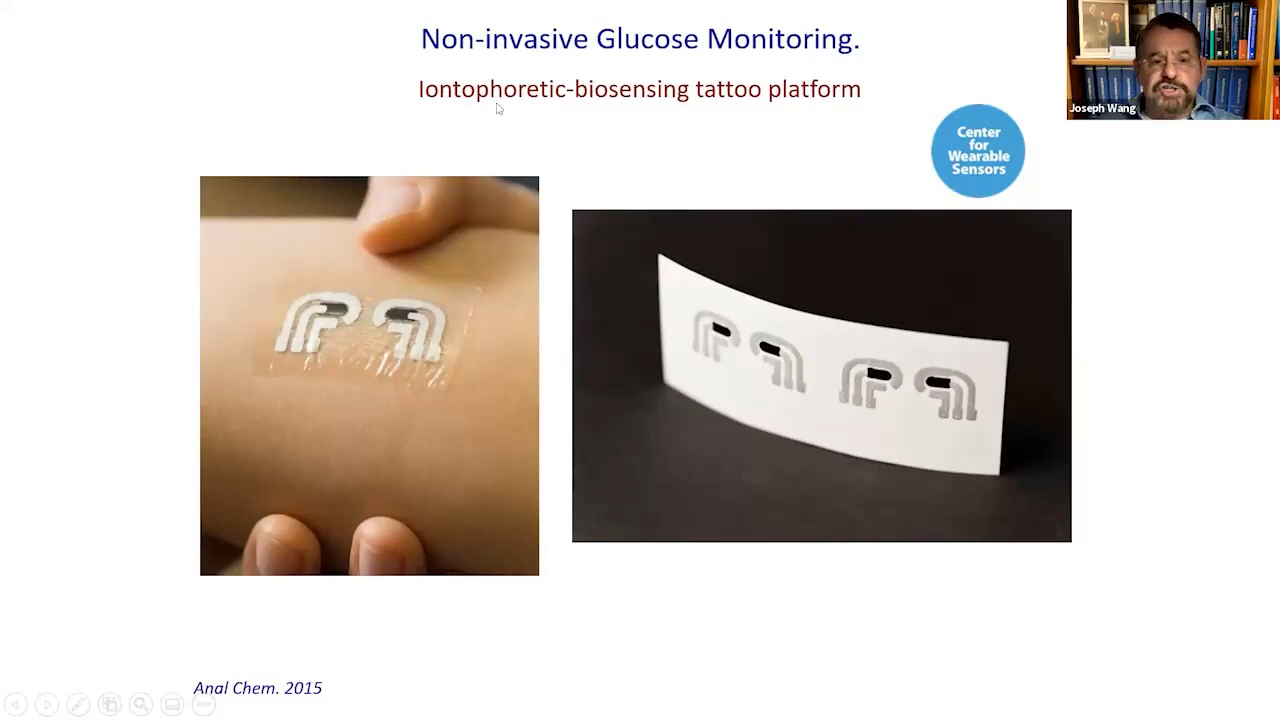 Non-invasive Glucose Monitoring.
Iontophoretic-biosensing tattoo platform
Joseph Wang
Center
for
Wearable
Sensors
Anal Chem. 2015